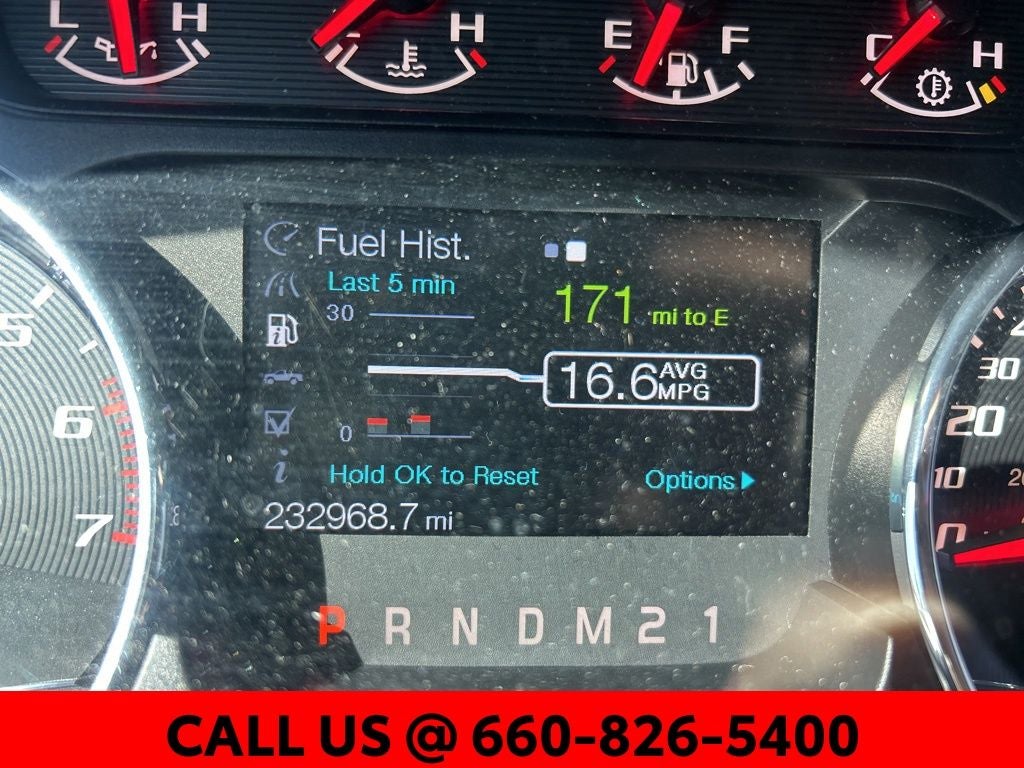 L H H E F C H
Fuel Hist.
Last 5 min
30
171 mi to E
16.6 AVG MPG
0
Hold OK to Reset
Options
232968.7 mi
P R N D M 2 1
5
6
7
30
20
10
0
CALL US @ 660-826-5400